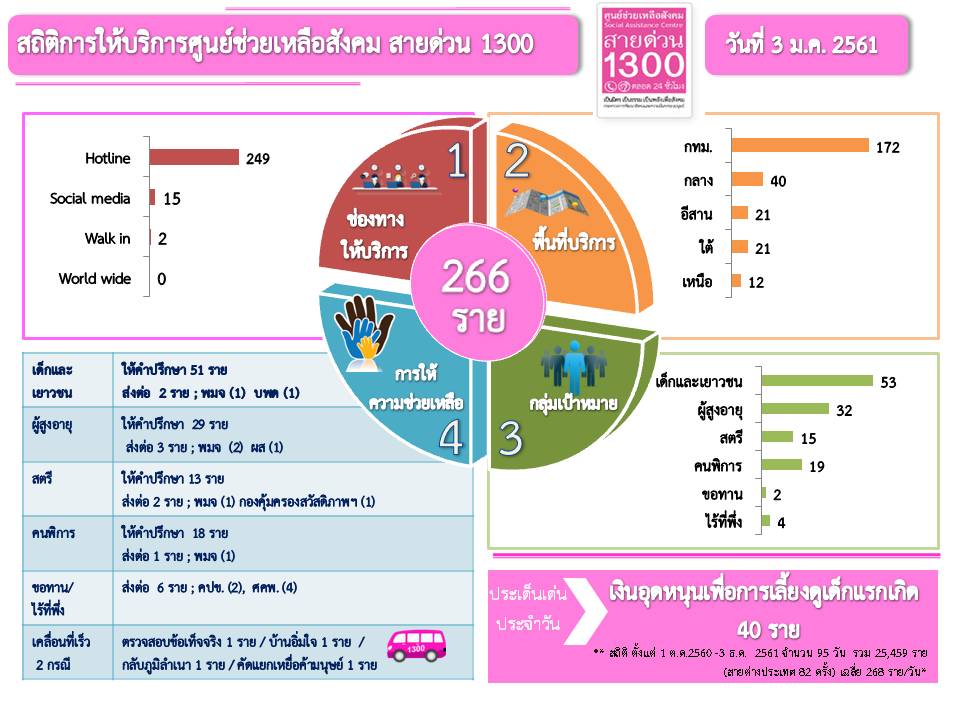 สถิติการให้บริการศูนย์ช่วยเหลือสังคม สายด่วน 1300
ศูนย์ช่วยเหลือสังคม
Social Assistance Centre
สายด่วน
1300
ตลอด 24 ชั่วโมง
วันที่ 3 ม.ค. 2561
Hotline 249
Social media 15
Walk in 2
World wide 0
1
ช่องทาง
ให้บริการ
2
พื้นที่บริการ
266
ราย
การให้
ความช่วยเหลือ
4
กลุ่มเป้าหมาย
3
กทม. 172
กลาง 40
อีสาน 21
ใต้ 21
เหนือ 12
เด็กและเยาวชน 53
ผู้สูงอายุ 32
สตรี 15
คนพิการ 19
ขอทาน 2
ไร้ที่พึ่ง 4
เด็กและ ให้คำปรึกษา 51 ราย
เยาวชน ส่งต่อ 2 ราย ; พมจ (1) บพด (1)
ผู้สูงอายุ ให้คำปรึกษา 29 ราย
ส่งต่อ 3 ราย ; พมจ (2) ผส (1)
สตรี ให้คำปรึกษา 13 ราย
ส่งต่อ 2 ราย ; พมจ (1) กองคุ้มครองสวัสดิภาพฯ (1)
คนพิการ ให้คำปรึกษา 18 ราย
ส่งต่อ 1 ราย ; พมจ (1)
ขอทาน/ ส่งต่อ 6 ราย ; คปข. (2), ศคพ. (4)
ไร้ที่พึ่ง
เคลื่อนที่เร็ว ตรวจสอบข้อเท็จจริง 1 ราย / บ้านอิ่มใจ 1 ราย /
2 กรณี กลับภูมิลำเนา 1 ราย / คัดแยกเหยื่อค้ามนุษย์ 1 ราย
1300
ประเด็นเด่น
ประจำวัน
เงินอุดหนุนเพื่อการเลี้ยงดูเด็กแรกเกิด
40 ราย
** สถิติ ตั้งแต่ 1 ต.ค.2560 -3 ธ.ค. 2561 จำนวน 95 วัน รวม 25,459 ราย
(สายต่างประเทศ 82 ครั้ง) เฉลี่ย 268 ราย/วัน*